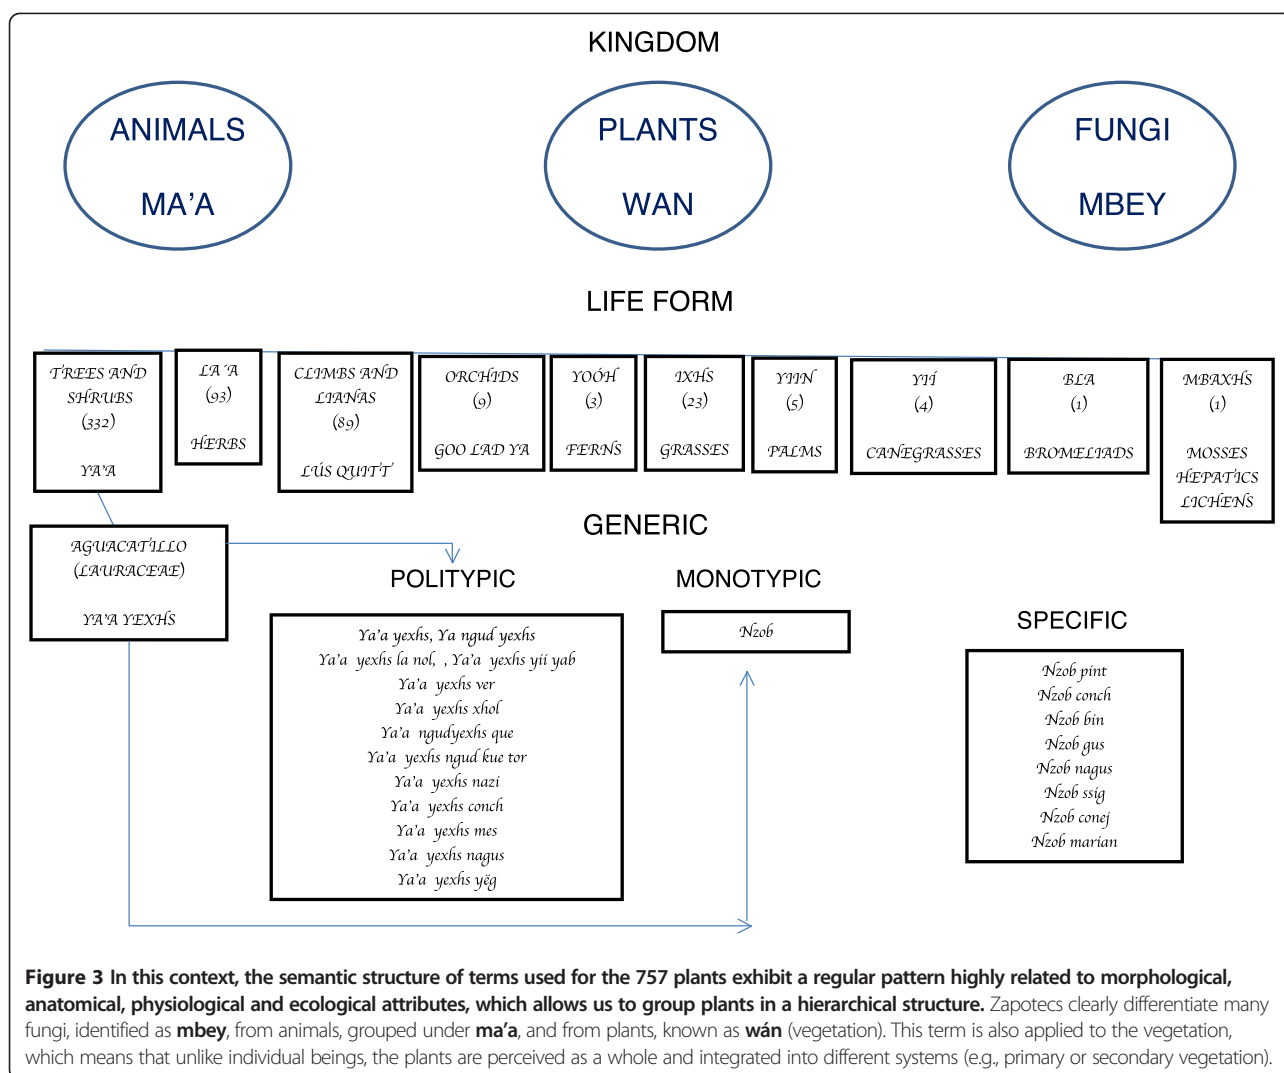 KINGDOM
ANIMALS
MA’A
PLANTS
WAN
FUNGI
MBEY
LIFE FORM
TREES AND
SHRUBS
(332)
YA'A
LA ‘A
(93)
HERBS
CLIMBS AND
LIANAS
(89)
LÚS QUITT
ORCHIDS
(9)
GOO LAD YA
YOÓH
(3)
FERNS
IXHS
(23)
GRASSES
YIIN
(5)
PALMS
YIÍ
(4)
CANEGRASSES
BLA
(1)
BROMELIADS
MBAXHS
(1)
MOSSES
HEPATICS
LICHENS
GENERIC
AGUACATILLO
(LAURACEAE)
YA’A YEXHS
POLITYPIC
Ya’a yexhs, Ya ngud yexhs
Ya’a yexhs la nol, , Ya’a yexhs yii yab
Ya’a yexhs ver
Ya’a yexhs xhol
Ya’a ngudyexhs que
Ya’a yexhs ngud kue tor
Ya’a yexhs nazi
Ya’a yexhs conch
Ya’a yexhs mes
Ya’a yexhs nagus
Ya’a yexhs yëg
MONOTYPIC
Nzob
SPECIFIC
Nzob pint
Nzob conch
Nzob bin
Nzob gus
Nzob nagus
Nzob ssig
Nzob conej
Nzob marian
Figure 3 In this context, the semantic structure of terms used for the 757 plants exhibit a regular pattern highly related to morphological,
anatomical, physiological and ecological attributes, which allows us to group plants in a hierarchical structure. Zapotecs clearly differentiate many
fungi, identified as mbey, from animals, grouped under ma’a, and from plants, known as wán (vegetation). This term is also applied to the vegetation,
which means that unlike individual beings, the plants are perceived as a whole and integrated into different systems (e.g., primary or secondary vegetation).